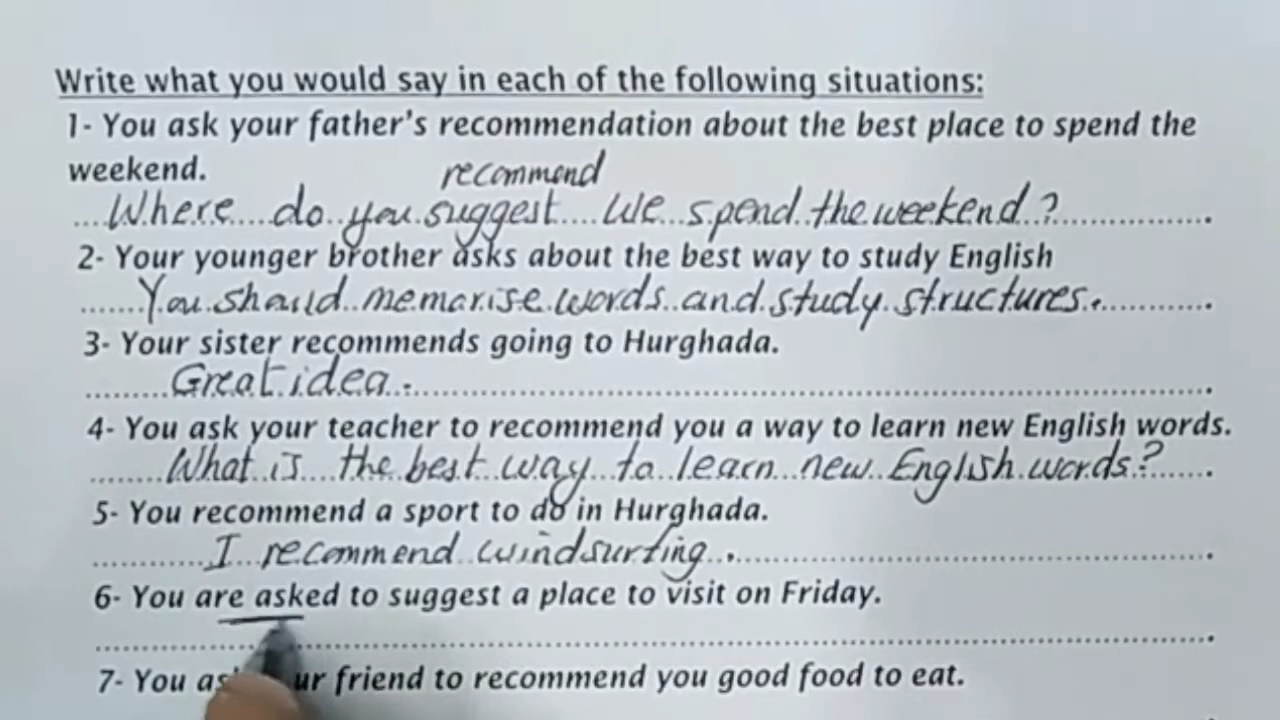 Write what you would say in each of the following situations:
1- You ask your father's recommendation about the best place to spend the
weekend.
recommend
Where do you suggest we spend the weekend?
2- Your younger brother asks about the best way to study English
You should memorise words and study structures.
3- Your sister recommends going to Hurghada.
Great idea.
4- You ask your teacher to recommend you a way to learn new English words.
What is the best way to learn new English words?
5- You recommend a sport to do in Hurghada.
I recommend windsurfing.
6- You are asked to suggest a place to visit on Friday.
7- You friend to recommend you good food to eat.